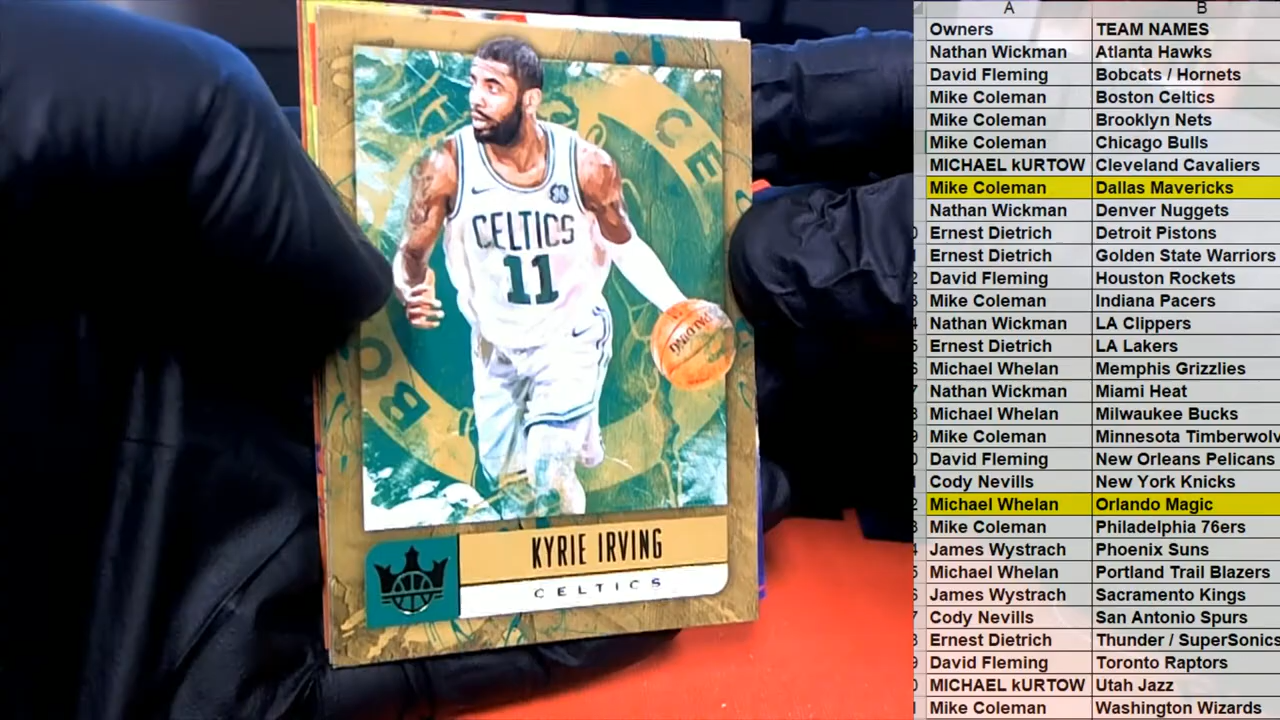 CE
BO
CELTICS
11
SPALDING
KYRIE IRVING
CELTICS
A B
Owners TEAM NAMES
Nathan Wickman Atlanta Hawks
David Fleming Bobcats / Hornets
Mike Coleman Boston Celtics
Mike Coleman Brooklyn Nets
Mike Coleman Chicago Bulls
MICHAEL kURTOW Cleveland Cavaliers
Mike Coleman Dallas Mavericks
Nathan Wickman Denver Nuggets
Ernest Dietrich Detroit Pistons
Ernest Dietrich Golden State Warriors
David Fleming Houston Rockets
Mike Coleman Indiana Pacers
Nathan Wickman LA Clippers
Ernest Dietrich LA Lakers
Michael Whelan Memphis Grizzlies
Nathan Wickman Miami Heat
Michael Whelan Milwaukee Bucks
Mike Coleman Minnesota Timberwolv
David Fleming New Orleans Pelicans
Cody Nevills New York Knicks
Michael Whelan Orlando Magic
Mike Coleman Philadelphia 76ers
James Wystrach Phoenix Suns
Michael Whelan Portland Trail Blazers
James Wystrach Sacramento Kings
Cody Nevills San Antonio Spurs
Ernest Dietrich Thunder / SuperSonics
David Fleming Toronto Raptors
MICHAEL kURTOW Utah Jazz
Mike Coleman Washington Wizards